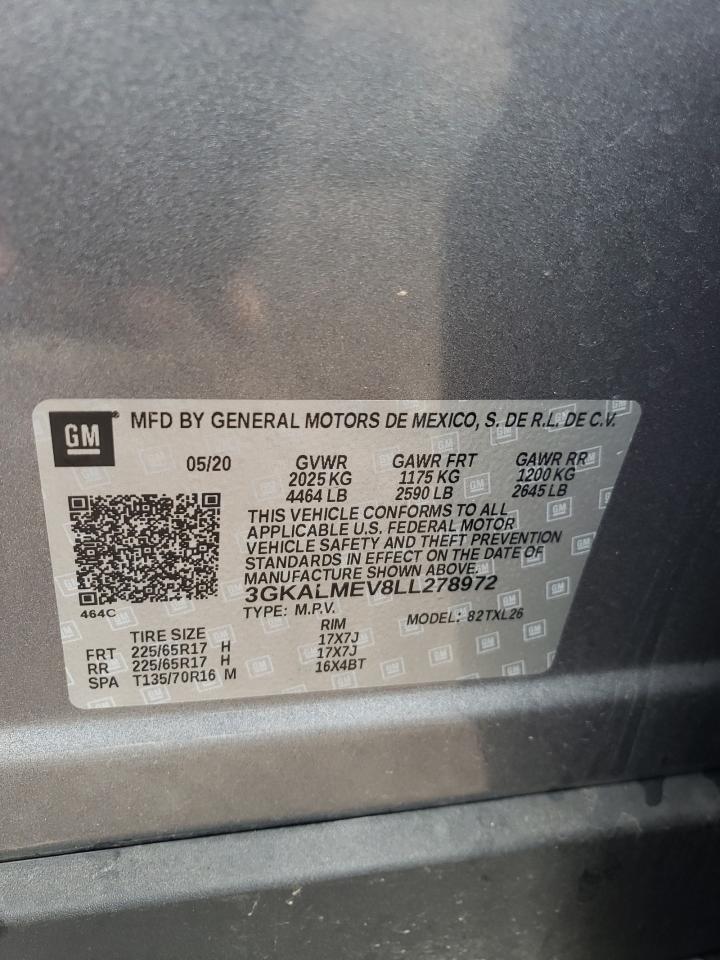 GM MFD BY GENERAL MOTORS DE MEXICO, S. DE R.L. DE C.V.
05/20 GVWR GAWR FRT GAWR RR
2025 KG 1175 KG 1200 KG
4464 LB 2590 LB 2645 LB
THIS VEHICLE CONFORMS TO ALL
APPLICABLE U.S. FEDERAL MOTOR
VEHICLE SAFETY AND THEFT PREVENTION
STANDARDS IN EFFECT ON THE DATE OF
MANUFACTURE SHOWN ABOVE.
3GKALMEV8LL278972
464C
TYPE: M.P.V. MODEL: 82TXL26
TIRE SIZE RIM
FRT 225/65R17 H 17X7J
RR 225/65R17 H 17X7J
SPA T135/70R16 M 16X4BT